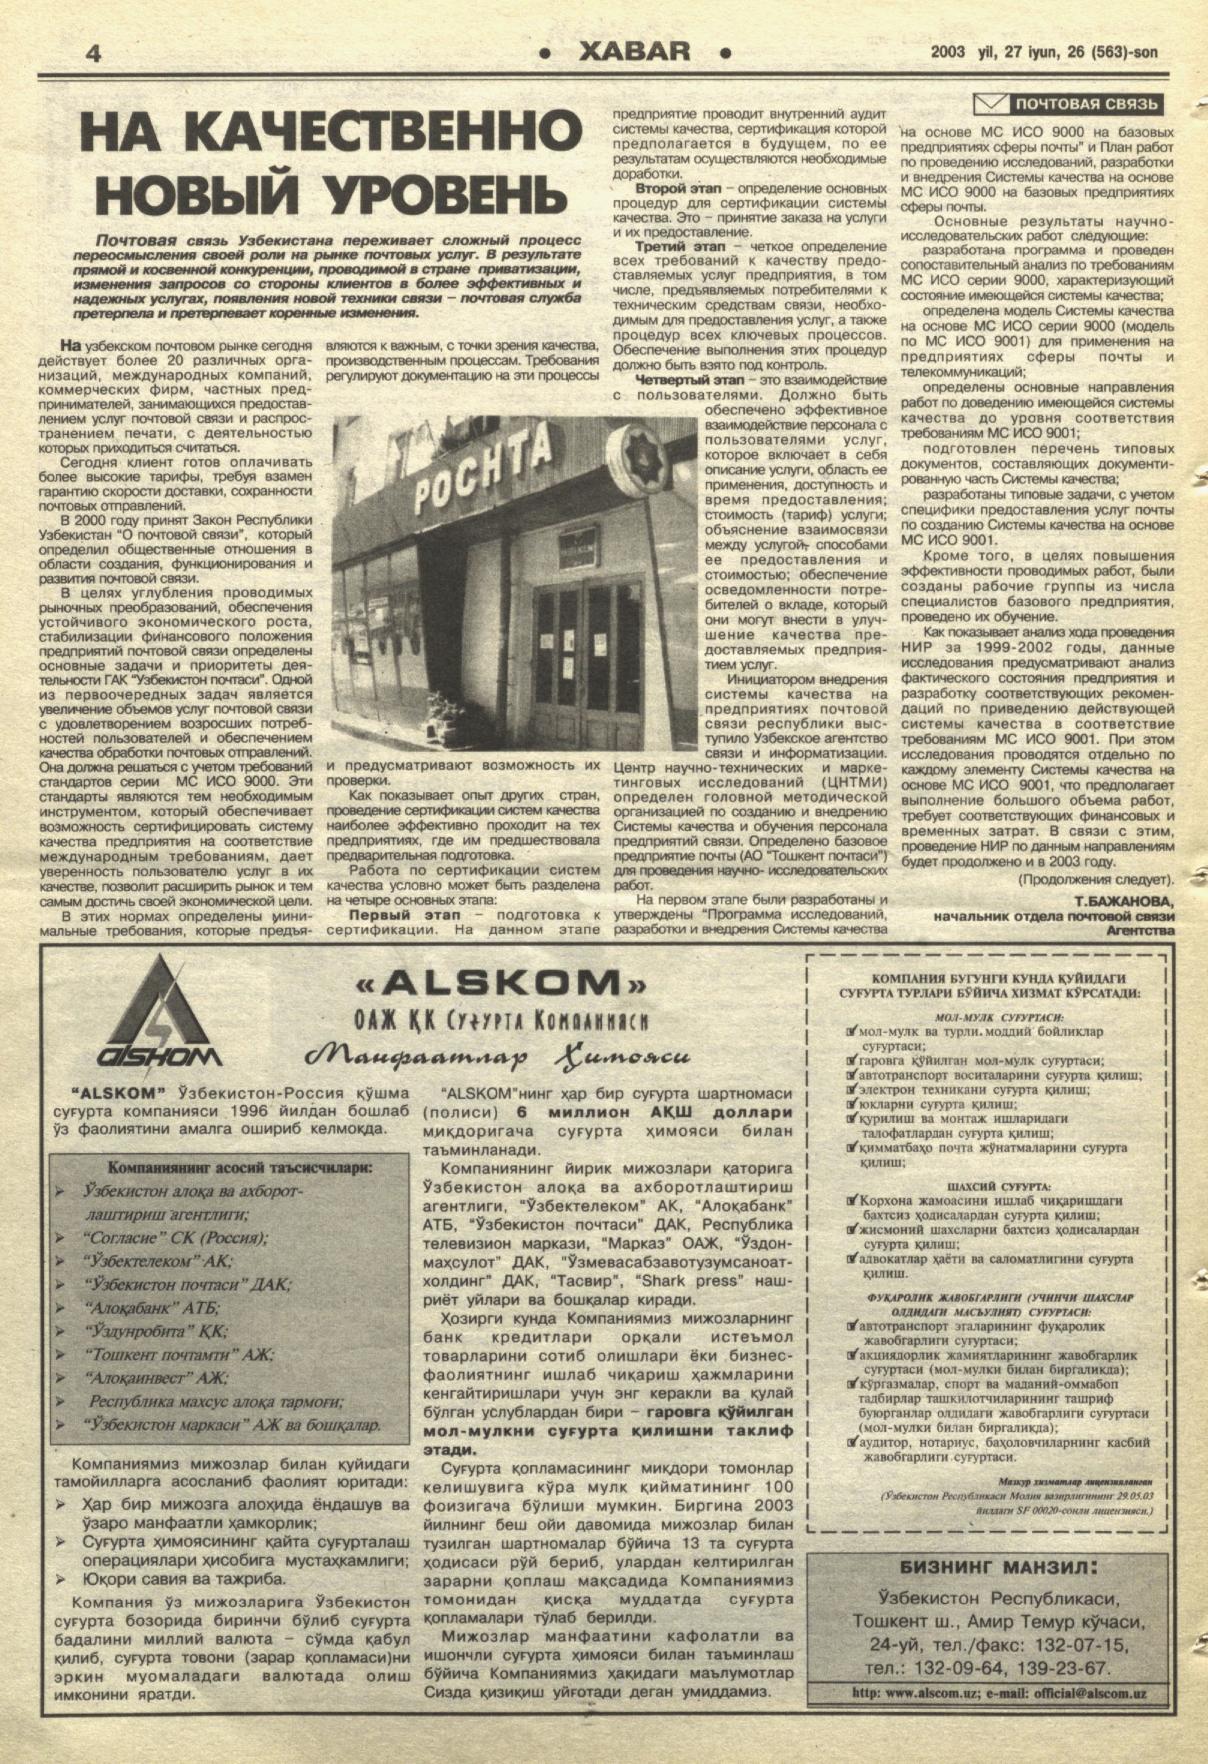 4
• XABAR •
2003 yil, 27 iyun, 26 (563)-son
НА КАЧЕСТВЕННО
НОВЫЙ УРОВЕНЬ
Почтовая связь Узбекистана переживает сложный процесс
переосмысления своей роли на рынке почтовых услуг. В результате
прямой и косвенной конкуренции, проводимой в стране приватизации,
изменения запросов со стороны клиентов в более эффективных и
надежных услугах, появления новой техники связи – почтовая служба
претерпела и претерпевает коренные изменения.
На узбекском почтовом рынке сегодня
действует более 20 различных орга-
низаций, международных компаний,
коммерческих фирм, частных пред-
принимателей, занимающихся предостав-
лением услуг почтовой связи и распрос-
транением печати, с деятельностью
которых приходиться считаться.
Сегодня клиент готов оплачивать
более высокие тарифы, требуя взамен
гарантию скорости доставки, сохранности
почтовых отправлений.
В 2000 году принят Закон Республики
Узбекистан "О почтовой связи", который
определил общественные отношения в
области создания, функционирования и
развития почтовой связи.
В целях углубления проводимых
рыночных преобразований, обеспечения
устойчивого экономического роста,
стабилизации финансового положения
предприятий почтовой связи определены
основные задачи и приоритеты дея-
тельности ГАК "Узбекистон почтаси". Одной
из первоочередных задач является
увеличение объемов услуг почтовой связи
с удовлетворением возросших потреб-
ностей пользователей и обеспечением
качества обработки почтовых отправлений.
Она должна решаться с учетом требований
стандартов серии МС ИСО 9000. Эти
стандарты являются тем необходимым
инструментом, который обеспечивает
возможность сертифицировать систему
качества предприятия на соответствие
международным требованиям, дает
уверенность пользователю услуг в их
качестве, позволит расширить рынок и тем
самым достичь своей экономической цели.
В этих нормах определены мини-
мальные требования, которые предъя-
вляются к важным, с точки зрения качества,
производственным процессам. Требования
регулируют документацию на эти процессы
POCHTA
и предусматривают возможность их
проверки.
Как показывает опыт других стран,
проведение сертификации систем качества
наиболее эффективно проходит на тех
предприятиях, где им предшествовала
предварительная подготовка.
Работа по сертификации систем
качества условно может быть разделена
на четыре основных этапа:
Первый этап – подготовка к
сертификации. На данном этапе
предприятие проводит внутренний аудит
системы качества, сертификация которой
предполагается в будущем, по ее
результатам осуществляются необходимые
доработки.
Второй этап – определение основных
процедур для сертификации системы
качества. Это – принятие заказа на услуги
и их предоставление.
Третий этап – четкое определение
всех требований к качеству предо-
ставляемых услуг предприятия, в том
числе, предъявляемых потребителями к
техническим средствам связи, необхо-
димым для предоставления услуг, а также
процедур всех ключевых процессов.
Обеспечение выполнения этих процедур
должно быть взято под контроль.
Четвертый этап – это взаимодействие
с пользователями. Должно быть
обеспечено эффективное
взаимодействие персонала с
пользователями услуг,
которое включает в себя
описание услуги, область ее
применения, доступность и
время предоставления;
стоимость (тариф) услуги;
объяснение взаимосвязи
между услугой, способами
ее предоставления и
стоимостью; обеспечение
осведомленности потре-
бителей о вкладе, который
они могут внести в улуч-
шение качества пре-
доставляемых предприя-
тием услуг.
Инициатором внедрения
системы качества на
предприятиях почтовой
связи республики выс-
тупило Узбекское агентство
связи и информатизации.
Центр научно-технических и марке-
тинговых исследований (ЦНТМИ)
определен головной методической
организацией по созданию и внедрению
Системы качества и обучения персонала
предприятий связи. Определено базовое
предприятие почты (АО "Тошкент почтаси")
для проведения научно- исследовательских
работ.
На первом этапе были разработаны и
утверждены "Программа исследований,
разработки и внедрения Системы качества
ПОЧТОВАЯ СВЯЗЬ
на основе МС ИСО 9000 на базовых
предприятиях сферы почты" и План работ
по проведению исследований, разработки
и внедрения Системы качества на основе
МС ИСО 9000 на базовых предприятиях
сферы почты.
Основные результаты научно-
исследовательских работ следующие:
разработана программа и проведен
сопоставительный анализ по требованиям
МС ИСО серии 9000, характеризующий
состояние имеющейся системы качества;
определена модель Системы качества
на основе МС ИСО серии 9000 (модель
по МС ИСО 9001) для применения на
предприятиях сферы почты и
телекоммуникаций;
определены основные направления
работ по доведению имеющейся системы
качества до уровня соответствия
требованиям МС ИСО 9001;
подготовлен перечень типовых
документов, составляющих документи-
рованную часть Системы качества;
разработаны типовые задачи, с учетом
специфики предоставления услуг почты
по созданию Системы качества на основе
МС ИСО 9001.
Кроме того, в целях повышения
эффективности проводимых работ, были
созданы рабочие группы из числа
специалистов базового предприятия,
проведено их обучение.
Как показывает анализ хода проведения
НИР за 1999-2002 годы, данные
исследования предусматривают анализ
фактического состояния предприятия и
разработку соответствующих рекомен-
даций по приведению действующей
системы качества в соответствие
требованиям МС ИСО 9001. При этом
исследования проводятся отдельно по
каждому элементу Системы качества на
основе МС ИСО 9001, что предполагает
выполнение большого объема работ,
требует соответствующих финансовых и
временных затрат. В связи с этим,
проведение НИР по данным направлениям
будет продолжено и в 2003 году.
(Продолжения следует).
Т.БАЖАНОВА,
начальник отдела почтовой связи
Агентства
alskom
«ALSKOM»
ОАЖ ҚК Суғурта Компанияси
Манфаатлар Ҳимояси
"ALSKOM" Ўзбекистон-Россия қўшма
суғурта компанияси 1996 йилдан бошлаб
ўз фаолиятини амалга ошириб келмоқда.
Компаниянинг асосий таъсисчилари:
➢ Ўзбекистон алоқа ва ахборот-
лаштириш агентлиги;
➢ "Согласие" СК (Россия);
➢ "Ўзбектелеком" АК;
➢ "Ўзбекистон почтаси" ДАК;
➢ "Алоқабанк" АТБ;
➢ "Ўздунробита" ҚК;
➢ "Тошкент почтамти" АЖ;
➢ "Алоқаинвест" АЖ;
➢ Республика махсус алоқа тармоғи;
➢ "Ўзбекистон маркаси" АЖ ва бошқалар.
Компаниямиз мижозлар билан қуйидаги
тамойилларга асосланиб фаолият юритади:
➢ Ҳар бир мижозга алоҳида ёндашув ва
ўзаро манфаатли ҳамкорлик;
➢ Суғурта ҳимоясининг қайта суғурталаш
операциялари ҳисобига мустаҳкамлиги;
➢ Юқори савия ва тажриба.
Компания ўз мижозларига Ўзбекистон
суғурта бозорида биринчи бўлиб суғурта
бадалини миллий валюта – сўмда қабул
қилиб, суғурта товони (зарар қопламаси)ни
эркин муомаладаги валютада олиш
имконини яратди.
"ALSKOM"нинг ҳар бир суғурта шартномаси
(полиси) 6 миллион АҚШ доллари
миқдоригача суғурта ҳимояси билан
таъминланади.
Компаниянинг йирик мижозлари қаторига
Ўзбекистон алоқа ва ахборотлаштириш
агентлиги, "Ўзбектелеком" АК, "Алоқабанк"
АТБ, "Ўзбекистон почтаси" ДАК, Республика
телевизион маркази, "Марказ" ОАЖ, "Ўздон-
маҳсулот" ДАК, "Ўзмевасабзавотузумсаноат-
холдинг" ДАК, "Тасвир", "Shark press" наш-
риёт уйлари ва бошқалар киради.
Ҳозирги кунда Компаниямиз мижозларнинг
банк кредитлари орқали истеъмол
товарларини сотиб олишлари ёки бизнес-
фаолиятнинг ишлаб чиқариш ҳажмларини
кенгайтиришлари учун энг керакли ва қулай
бўлган услублардан бири – гаровга қўйилган
мол-мулкни суғурта қилишни таклиф
этади.
Суғурта қопламасининг миқдори томонлар
келишувига кўра мулк қийматининг 100
фоизигача бўлиши мумкин. Биргина 2003
йилнинг беш ойи давомида мижозлар билан
тузилган шартномалар бўйича 13 та суғурта
ҳодисаси рўй бериб, улардан келтирилган
зарарни қоплаш мақсадида Компаниямиз
томонидан қисқа муддатда суғурта
қопламалари тўлаб берилди.
Мижозлар манфаатини кафолатли ва
ишончли суғурта ҳимояси билан таъминлаш
бўйича Компаниямиз ҳақидаги маълумотлар
Сизда қизиқиш уйғотади деган умиддамиз.
КОМПАНИЯ БУГУНГИ КУНДА ҚУЙИДАГИ
СУҒУРТА ТУРЛАРИ БЎЙИЧА ХИЗМАТ КЎРСАТАДИ:
МОЛ-МУЛК СУҒУРТАСИ:
☑ мол-мулк ва турли моддий бойликлар
суғуртаси;
☑ гаровга қўйилган мол-мулк суғуртаси;
☑ автотранспорт воситаларини суғурта қилиш;
☑ электрон техникани суғурта қилиш;
☑ юкларни суғурта қилиш;
☑ қурилиш ва монтаж ишларидаги
талофатлардан суғурта қилиш;
☑ қимматбаҳо почта жўнатмаларини суғурта
қилиш;
ШАХСИЙ СУҒУРТА:
☑ Корхона жамоасини ишлаб чиқаришдаги
бахтсиз ҳодисалардан суғурта қилиш;
☑ жисмоний шахсларни бахтсиз ҳодисалардан
суғурта қилиш;
☑ адвокатлар ҳаёти ва саломатлигини суғурта
қилиш.
ФУҚАРОЛИК ЖАВОБГАРЛИГИ (УЧИНЧИ ШАХСЛАР
ОЛДИДАГИ МАСЪУЛИЯТ) СУҒУРТАСИ:
☑ автотранспорт эгаларининг фуқаролик
жавобгарлиги суғуртаси;
☑ акциядорлик жамиятларининг жавобгарлик
суғуртаси (мол-мулки билан биргаликда);
☑ кўргазмалар, спорт ва маданий-оммабоп
тадбирлар ташкилотчиларининг ташриф
буюрганлар олдидаги жавобгарлиги суғуртаси
(мол-мулки билан биргаликда);
☑ аудитор, нотариус, баҳоловчиларнинг касбий
жавобгарлиги суғуртаси.
Мазкур хизматлар лицензияланган
(Ўзбекистон Республикаси Молия вазирлигининг 29.05.03
йилдаги SF 00020-сонли лицензияси.)
БИЗНИНГ МАНЗИЛ:
Ўзбекистон Республикаси,
Тошкент ш., Амир Темур кўчаси,
24-уй, тел./факс: 132-07-15,
тел.: 132-09-64, 139-23-67.
http: www.alscom.uz; e-mail: official@alscom.uz